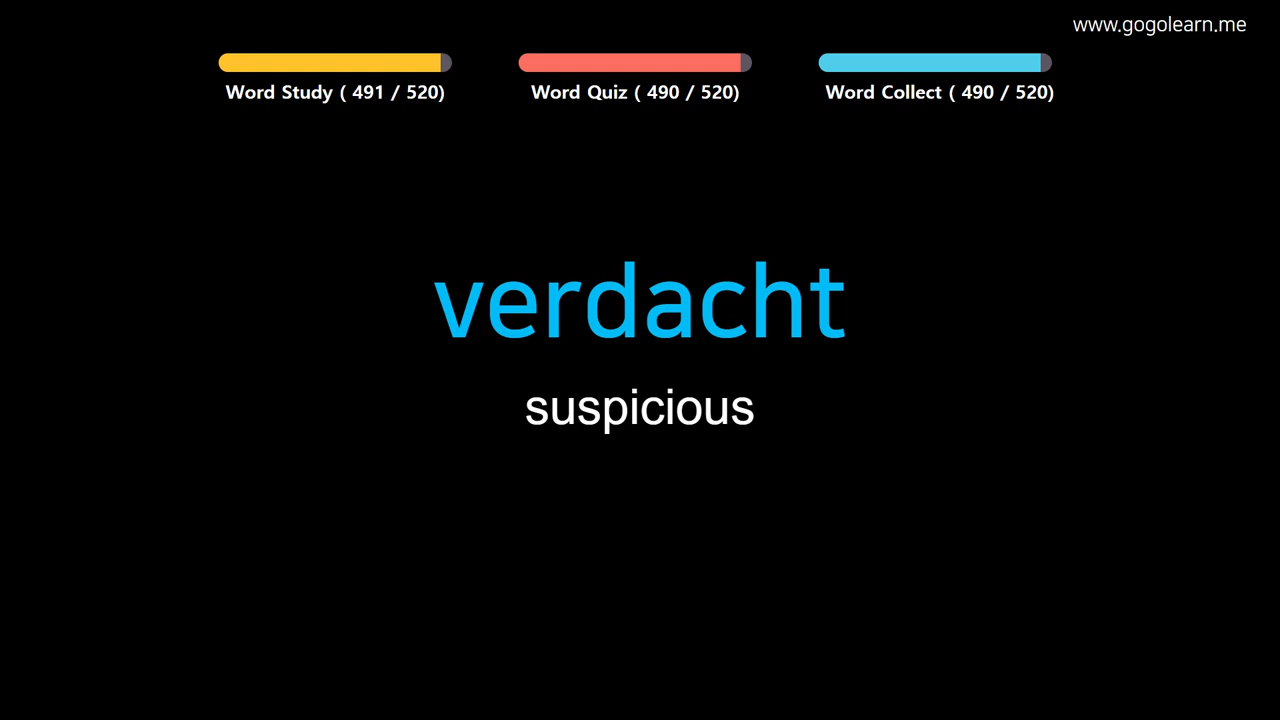 www.gogolearn.me
Word Study ( 491 / 520)
Word Quiz ( 490 / 520)
Word Collect ( 490 / 520)
verdacht
suspicious